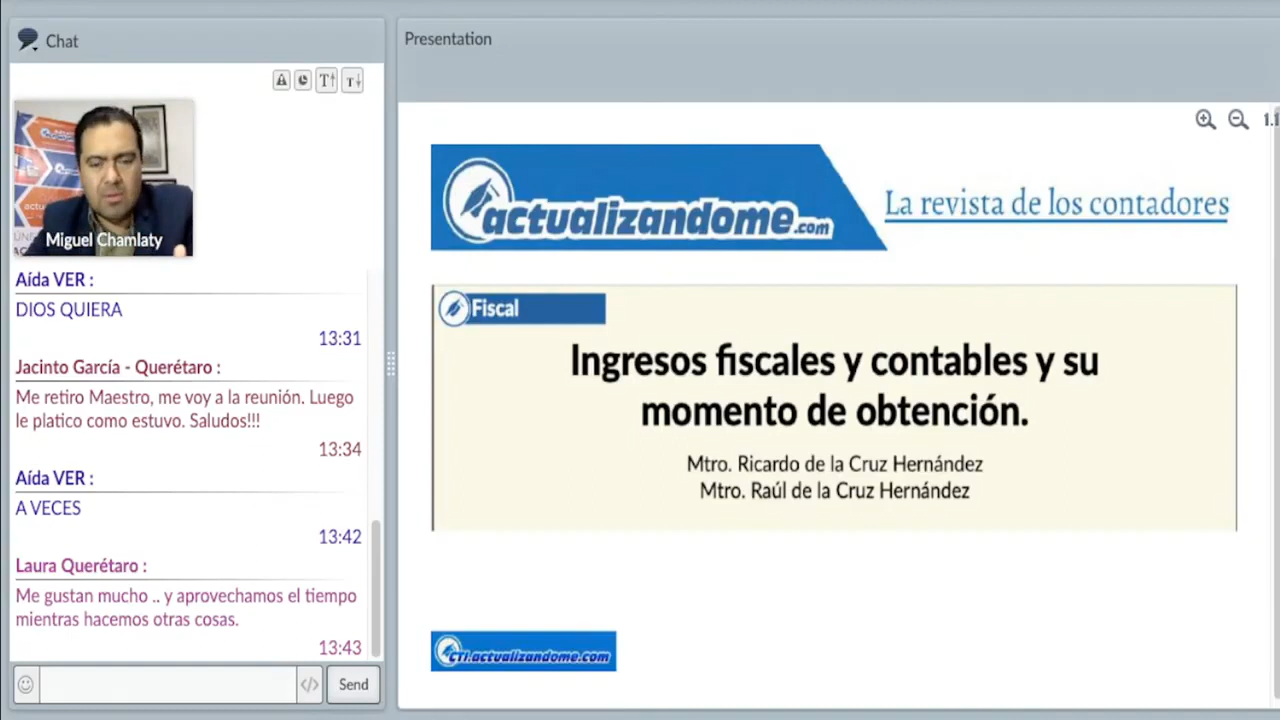 Chat
Miguel Chamlaty
Aída VER :
DIOS QUIERA
13:31
Jacinto García - Querétaro :
Me retiro Maestro, me voy a la reunión. Luego
le platico como estuvo. Saludos!!!
13:34
Aída VER :
A VECES
13:42
Laura Querétaro :
Me gustan mucho .. y aprovechamos el tiempo
mientras hacemos otras cosas.
13:43
Send
Presentation
actualizandome.com
La revista de los contadores
Fiscal
Ingresos fiscales y contables y su
momento de obtención.
Mtro. Ricardo de la Cruz Hernández
Mtro. Raúl de la Cruz Hernández
CTI.actualizandome.com